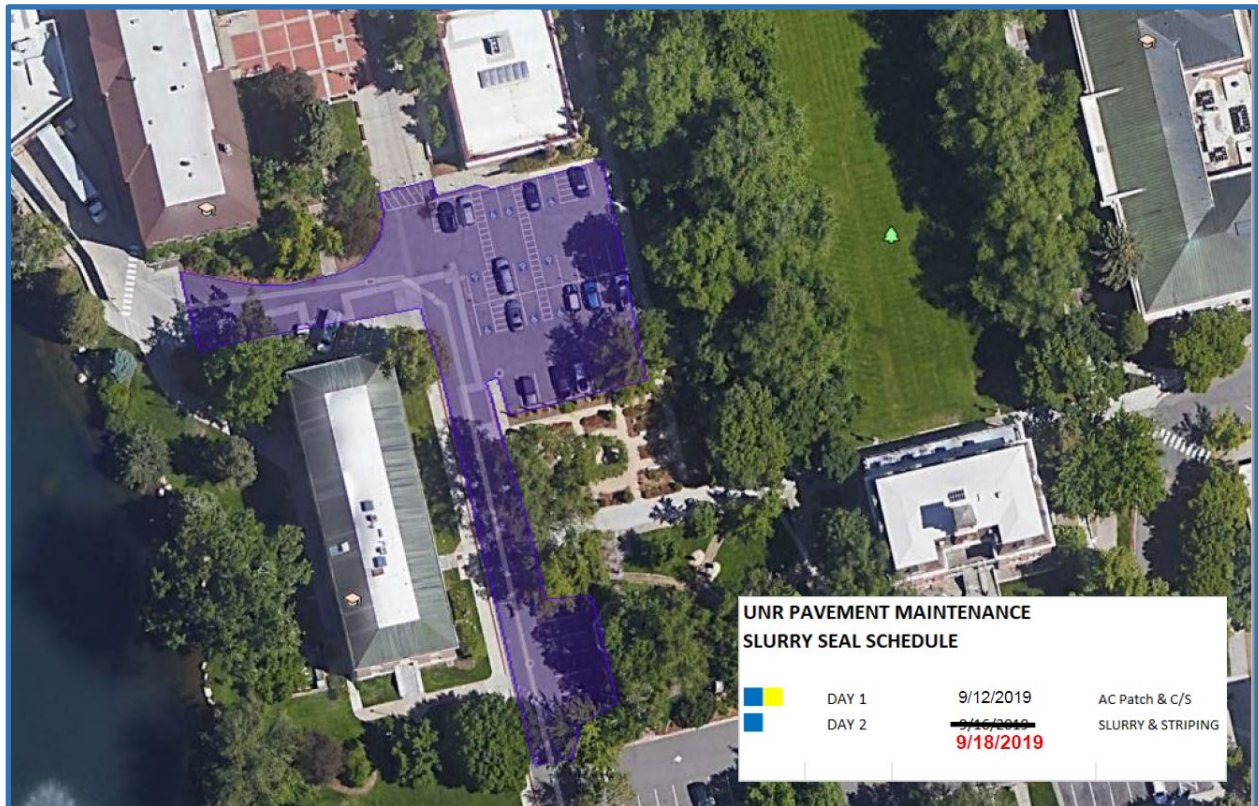 UNR PAVEMENT MAINTENANCE
SLURRY SEAL SCHEDULE
DAY 1 9/12/2019 AC Patch & C/S
DAY 2 9/16/2019 SLURRY & STRIPING
9/18/2019